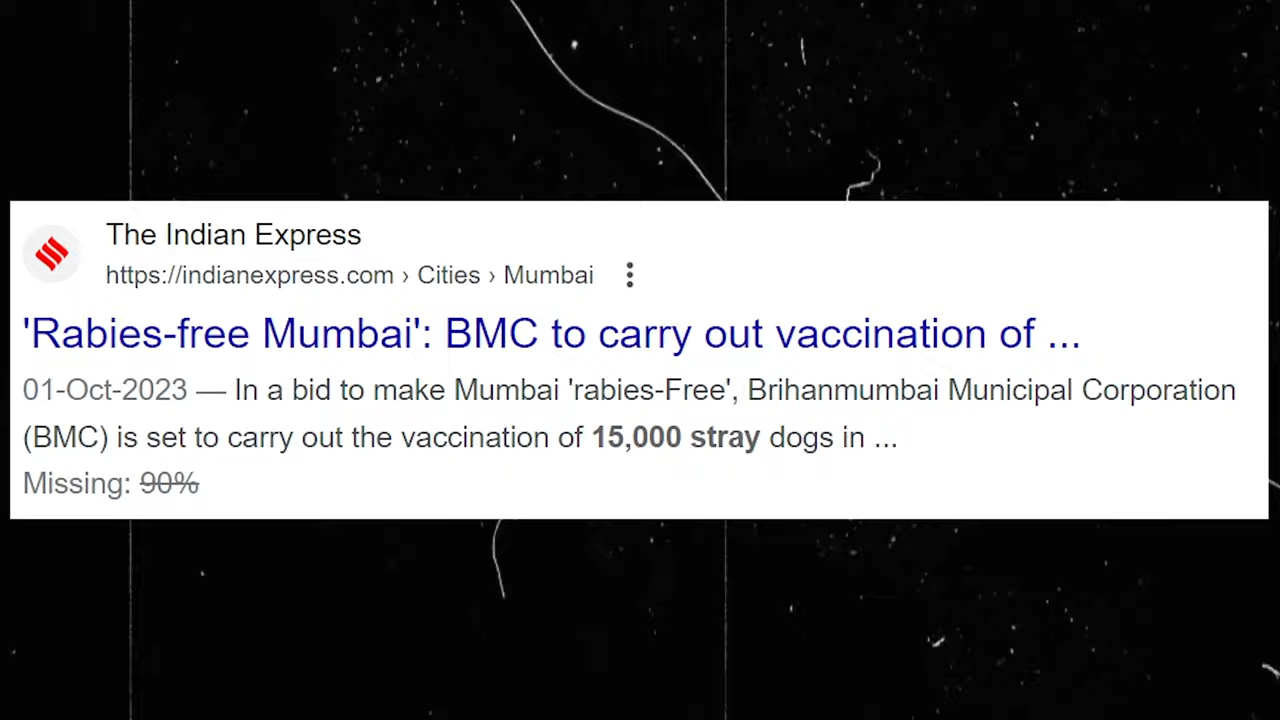 The Indian Express
https://indianexpress.com › Cities › Mumbai
'Rabies-free Mumbai': BMC to carry out vaccination of ...
01-Oct-2023 — In a bid to make Mumbai 'rabies-Free', Brihanmumbai Municipal Corporation
(BMC) is set to carry out the vaccination of 15,000 stray dogs in ...
Missing: 90%